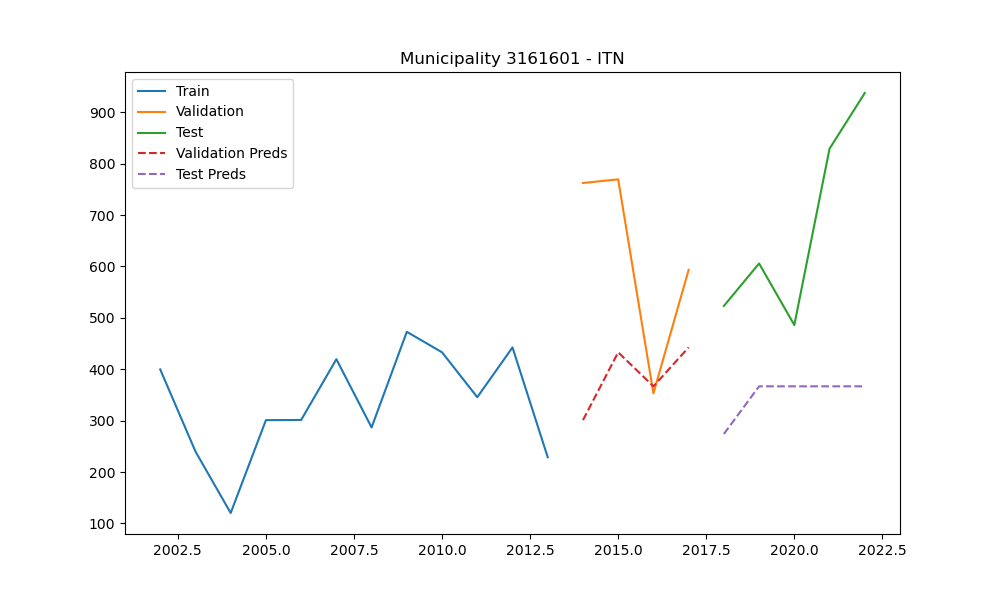 Municipality 3161601 - ITN
Train
Validation
Test
Validation Preds
Test Preds
900
800
700
600
500
400
300
200
100
2002.5 2005.0 2007.5 2010.0 2012.5 2015.0 2017.5 2020.0 2022.5